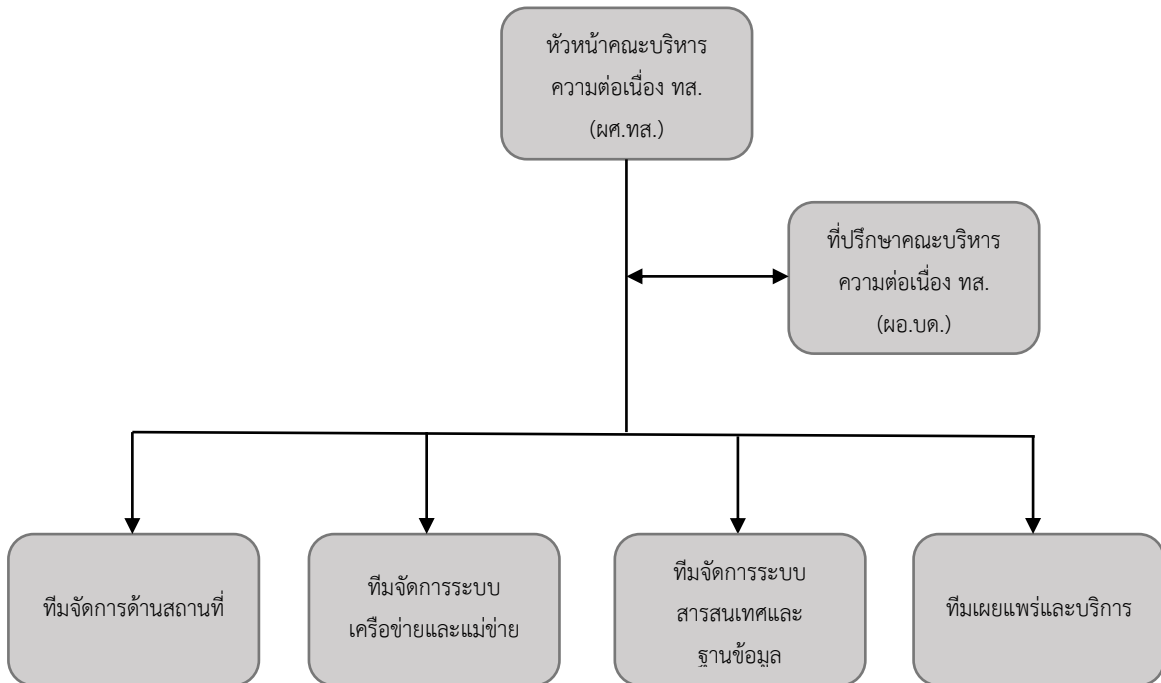 หัวหน้าคณะบริหาร
ความต่อเนื่อง ทส.
(ผศ.ทส.)
ที่ปรึกษาคณะบริหาร
ความต่อเนื่อง ทส.
(ผอ.บด.)
ทีมจัดการด้านสถานที่
ทีมจัดการระบบ
เครือข่ายและแม่ข่าย
ทีมจัดการระบบ
สารสนเทศและ
ฐานข้อมูล
ทีมเผยแพร่และบริการ